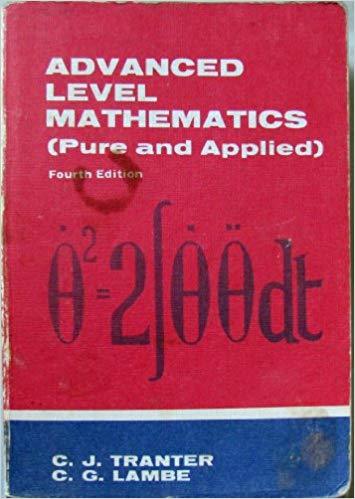 ADVANCED
LEVEL
MATHEMATICS
(Pure and Applied)
Fourth Edition
θ̇²=2∫θ̇θ̈dt
C. J. TRANTER
C. G. LAMBE